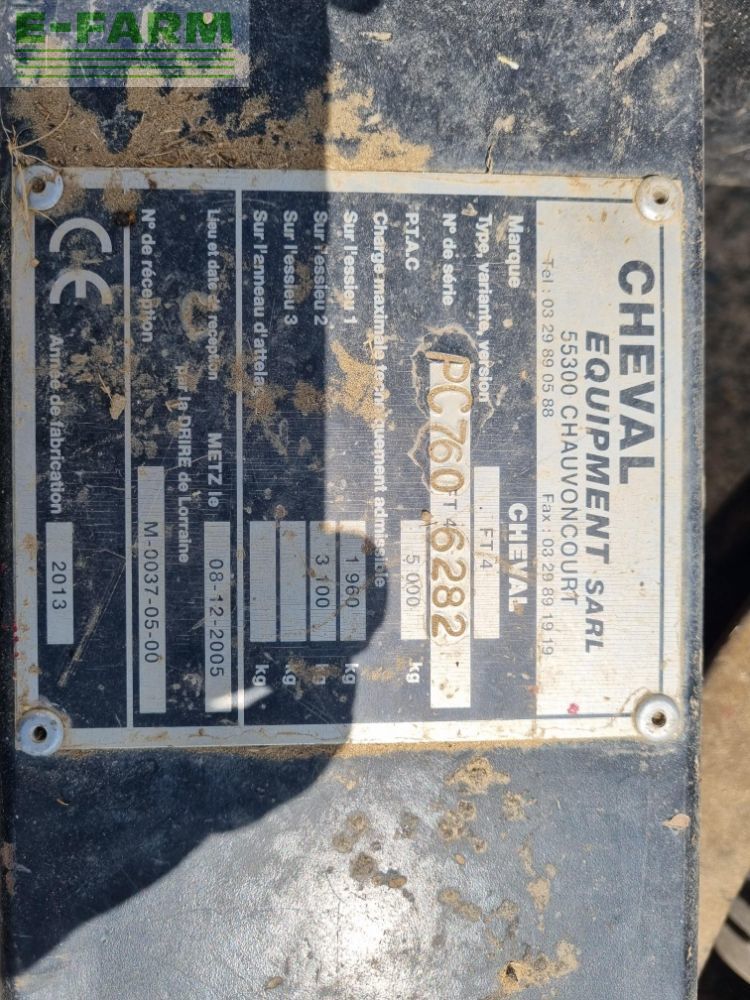 E-FARM
CHEVAL
EQUIPMENT SARL
55300 CHAUVONCOURT
Tel : 03 29 89 05 88 Fax : 03 29 89 19 19
Marque CHEVAL
Type, variante, version FT 4
N° de série PC760 FT 4 6282
P.T.A.C 5 000 kg
Charge maximale techniquement admissible
Sur l'essieu 1 1 960 kg
Sur l'essieu 2 3 100 kg
Sur l'essieu 3 kg
Sur l'anneau d'attelage kg
Lieu et date de réception METZ le 08-12-2005
par la DRIRE de Lorraine
N° de réception M-0037-05-00
CE Année de fabrication 2013